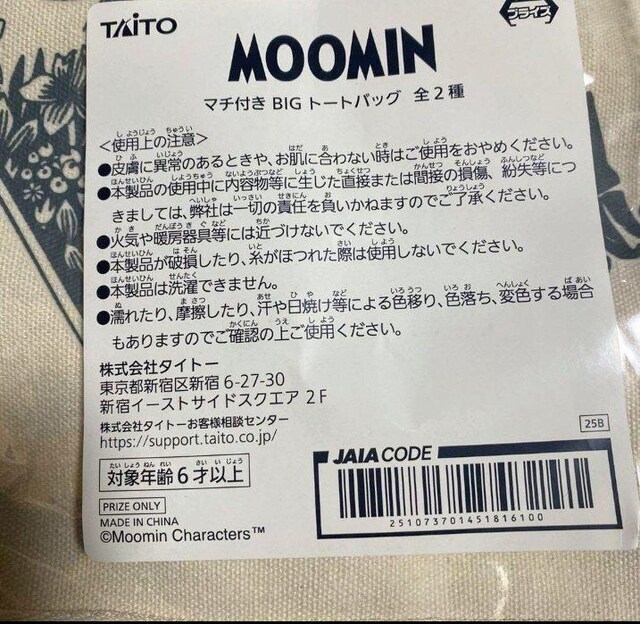 TAITO
プライズ
MOOMIN
マチ付き BIG トートバッグ 全2種
<使用上の注意>
●皮膚に異常のあるときや、お肌に合わない時はご使用をおやめください。
●本製品の使用中に内容物等に生じた直接または間接の損傷、紛失等につ
きましては、弊社は一切の責任を負いかねますのでご了承ください。
●火気や暖房器具等には近づけないでください。
●本製品が破損したり、糸がほつれた際は使用しないでください。
●本製品は洗濯できません。
●濡れたり、摩擦したり、汗や日焼け等による色移り、色落ち、変色する場合
もありますのでご確認の上ご使用ください。
株式会社タイトー
東京都新宿区新宿 6-27-30
新宿イーストサイドスクエア 2F
株式会社タイトーお客様相談センター
https://support.taito.co.jp/
25B
対象年齢6才以上
JAIA CODE
251073701451816100
PRIZE ONLY
MADE IN CHINA
©Moomin Characters™